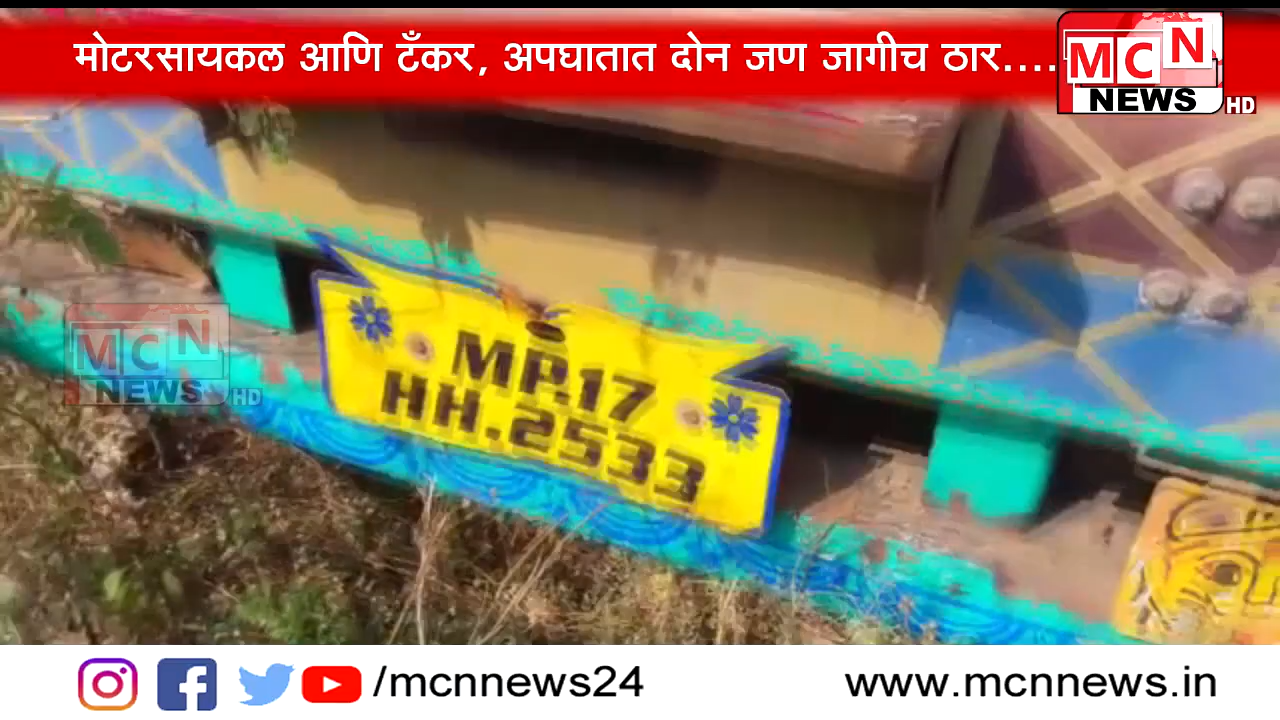 मोटरसायकल आणि टँकर, अपघातात दोन जण जागीच ठार....
MCN
NEWS HD
MCN
NEWS HD
MP.17
HH.2533
/mcnnews24
www.mcnnews.in